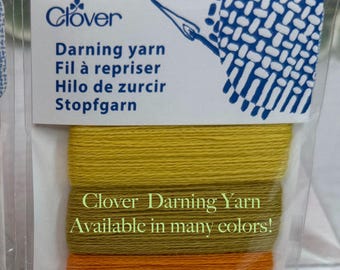 Clover
Darning yarn
Fil à repriser
Hilo de zurcir
Stopfgarn
Clover Darning Yarn
Available in many colors!